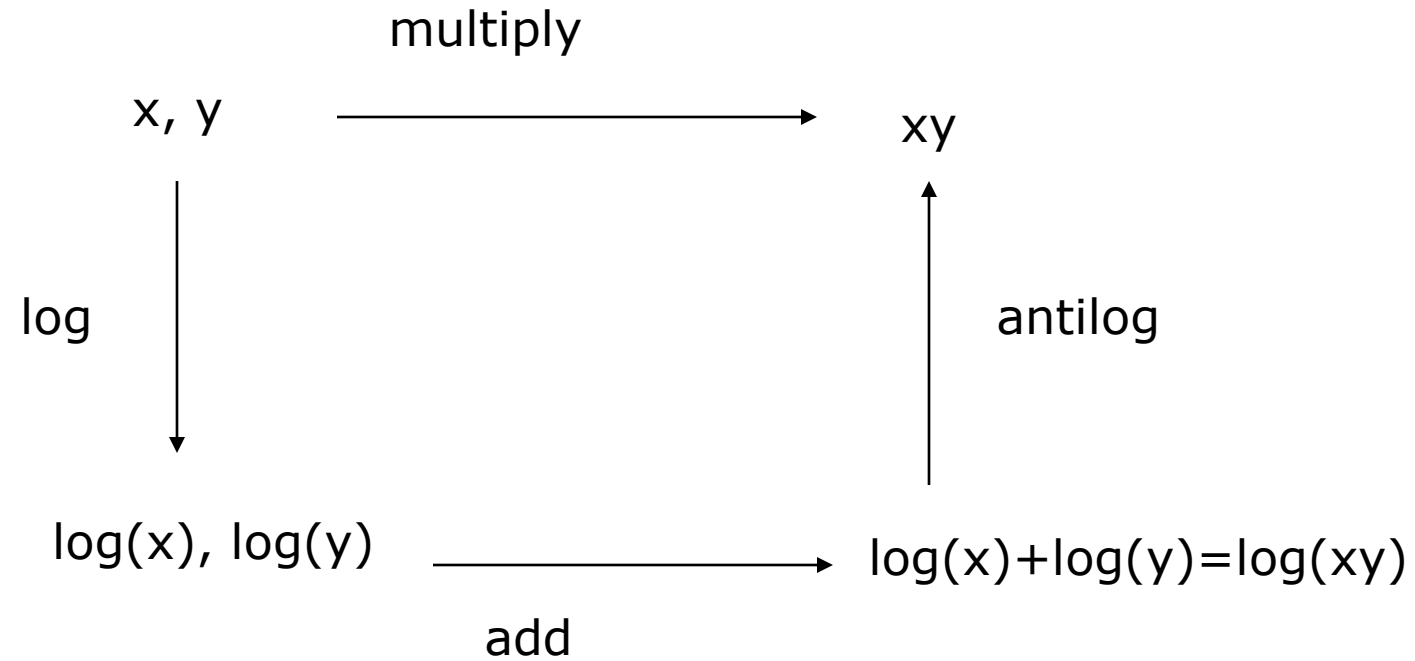 multiply
x, y
xy
log
antilog
log(x), log(y)
log(x)+log(y)=log(xy)
add